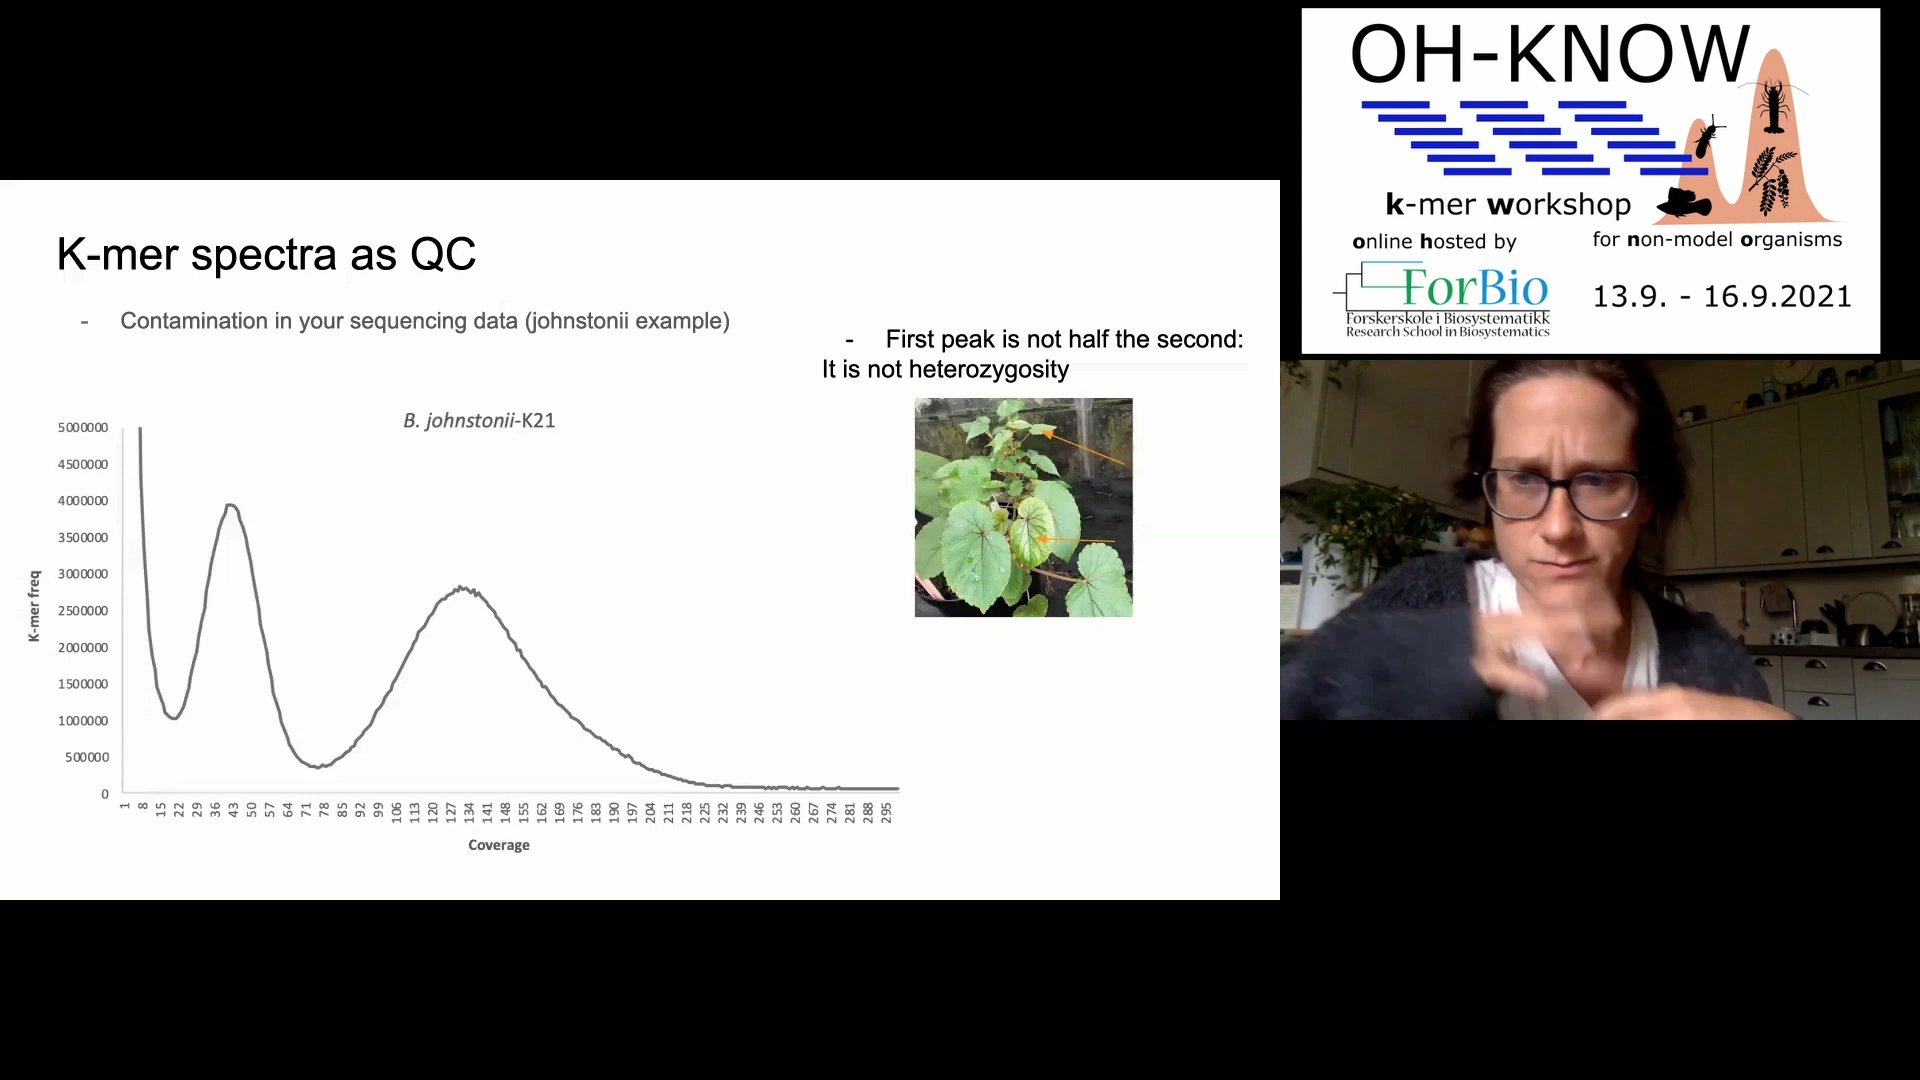 K-mer spectra as QC
- Contamination in your sequencing data (johnstonii example)
- First peak is not half the second:
It is not heterozygosity
B. johnstonii-K21
K-mer freq
5000000
4500000
4000000
3500000
3000000
2500000
2000000
1500000
1000000
500000
0
1 8 15 22 29 36 43 50 57 64 71 78 85 92 99 106 113 120 127 134 141 148 155 162 169 176 183 190 197 204 211 218 225 232 239 246 253 260 267 274 281 288 295
Coverage
OH-KNOW
k-mer workshop
online hosted by
for non-model organisms
ForBio
Forskerskole i Biosystematikk
Research School in Biosystematics
13.9. - 16.9.2021